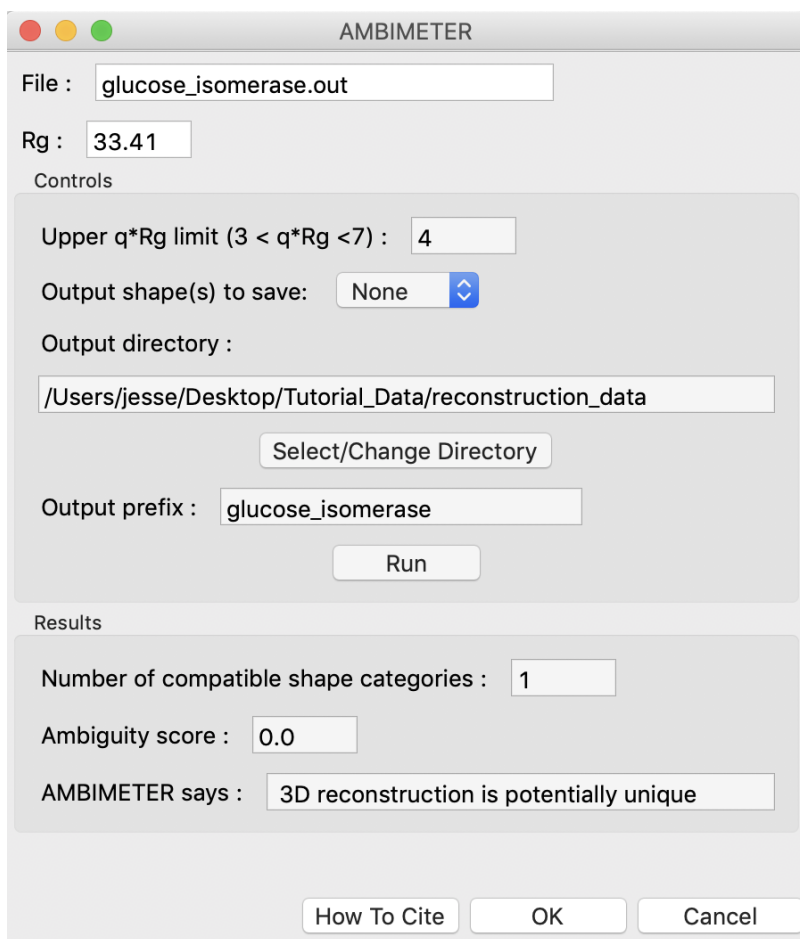 AMBIMETER
File : glucose_isomerase.out
Rg : 33.41
Controls
Upper q*Rg limit (3 < q*Rg <7) : 4
Output shape(s) to save: None
Output directory :
/Users/jesse/Desktop/Tutorial_Data/reconstruction_data
Select/Change Directory
Output prefix : glucose_isomerase
Run
Results
Number of compatible shape categories : 1
Ambiguity score : 0.0
AMBIMETER says : 3D reconstruction is potentially unique
How To Cite OK Cancel